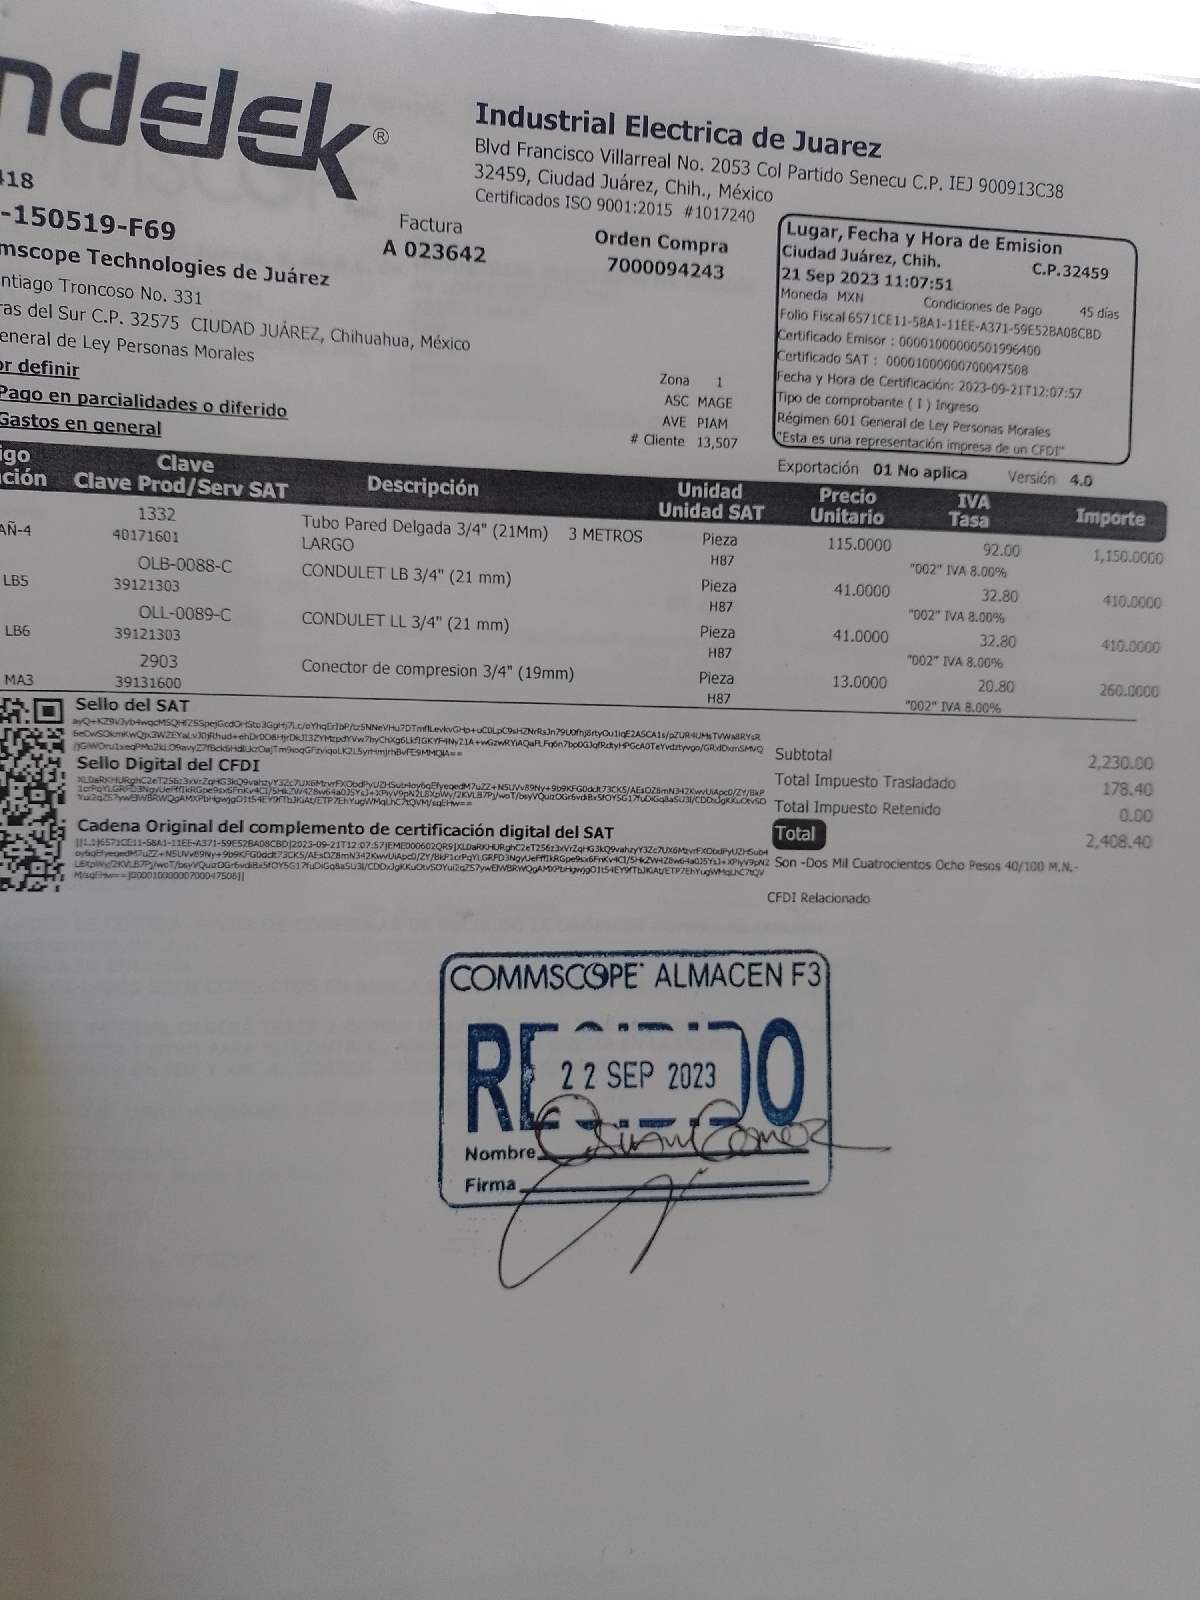 ndelek®
Industrial Electrica de Juarez
Blvd Francisco Villarreal No. 2053 Col Partido Senecu C.P. IEJ 900913C38
32459, Ciudad Juárez, Chih., México
Certificados ISO 9001:2015 #1017240
418
-150519-F69
mscope Technologies de Juárez
ntiago Troncoso No. 331
ras del Sur C.P. 32575 CIUDAD JUÁREZ, Chihuahua, México
eneral de Ley Personas Morales
or definir
Pago en parcialidades o diferido
Gastos en general
Factura
A 023642
Orden Compra
7000094243
Zona 1
ASC MAGE
AVE PIAM
# Cliente 13,507
Lugar, Fecha y Hora de Emision
Ciudad Juárez, Chih. C.P.32459
21 Sep 2023 11:07:51
Moneda MXN Condiciones de Pago 45 días
Folio Fiscal 6571CE11-58A1-11EE-A371-59E52BA08CBD
Certificado Emisor : 00001000000501996400
Certificado SAT : 00001000000700047508
Fecha y Hora de Certificación: 2023-09-21T12:07:57
Tipo de comprobante ( I ) Ingreso
Régimen 601 General de Ley Personas Morales
"Esta es una representación impresa de un CFDI"
Exportación 01 No aplica Versión 4.0
igo Clave Descripción Unidad Precio IVA Importe
ción Clave Prod/Serv SAT Unidad SAT Unitario Tasa
AÑ-4 1332 Tubo Pared Delgada 3/4" (21Mm) 3 METROS Pieza 115.0000 92.00 1,150.0000
40171601 LARGO H87 "002" IVA 8.00%
LB5 OLB-0088-C CONDULET LB 3/4" (21 mm) Pieza 41.0000 32.80 410.0000
39121303 H87 "002" IVA 8.00%
LB6 OLL-0089-C CONDULET LL 3/4" (21 mm) Pieza 41.0000 32.80 410.0000
39121303 H87 "002" IVA 8.00%
MA3 2903 Conector de compresion 3/4" (19mm) Pieza 13.0000 20.80 260.0000
39131600 H87 "002" IVA 8.00%
Sello del SAT
Sello Digital del CFDI
Cadena Original del complemento de certificación digital del SAT
Subtotal 2,230.00
Total Impuesto Trasladado 178.40
Total Impuesto Retenido 0.00
Total 2,408.40
Son -Dos Mil Cuatrocientos Ocho Pesos 40/100 M.N.-
CFDI Relacionado
COMMSCOPE ALMACEN F3
RECIBIDO
22 SEP 2023
Nombre
Firma